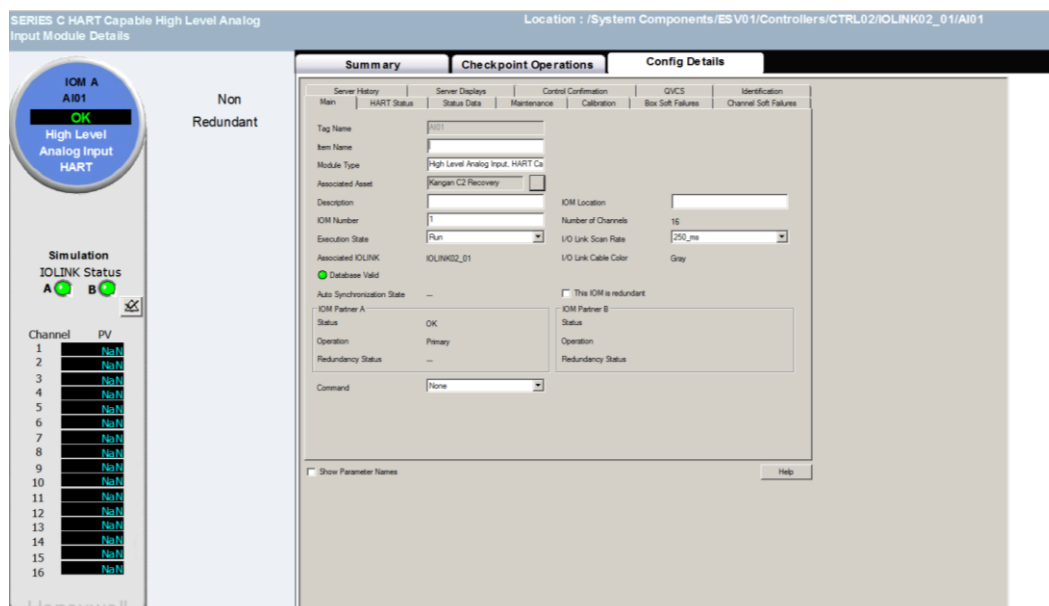 SERIES C HART Capable High Level Analog
Input Module Details
Location : /System Components/ESV01/Controllers/CTRL02/IOLINK02_01/AI01
IOM A
AI01
OK
High Level
Analog Input
HART
Non
Redundant
Simulation
IOLINK Status
A B
Channel PV
1 NaN
2 NaN
3 NaN
4 NaN
5 NaN
6 NaN
7 NaN
8 NaN
9 NaN
10 NaN
11 NaN
12 NaN
13 NaN
14 NaN
15 NaN
16 NaN
Honeywell
Summary Checkpoint Operations Config Details
Server History Server Displays Control Confirmation QVCS Identification
Main HART Status Status Data Maintenance Calibration Box Soft Failures Channel Soft Failures
Tag Name AI01
Item Name
Module Type High Level Analog Input, HART Ca
Associated Asset Kangan C2 Recovery
Description IOM Location
IOM Number 1 Number of Channels 16
Execution State Run I/O Link Scan Rate 250_ms
Associated IOLINK IOLINK02_01 I/O Link Cable Color Gray
Database Valid
Auto Synchronization State --- This IOM is redundant
IOM Partner A IOM Partner B
Status OK Status
Operation Primary Operation
Redundancy Status --- Redundancy Status
Command None
Show Parameter Names Help